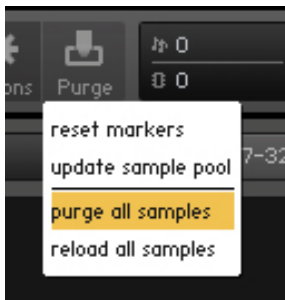 0
ons Purge 0
reset markers
update sample pool
7-32
purge all samples
reload all samples